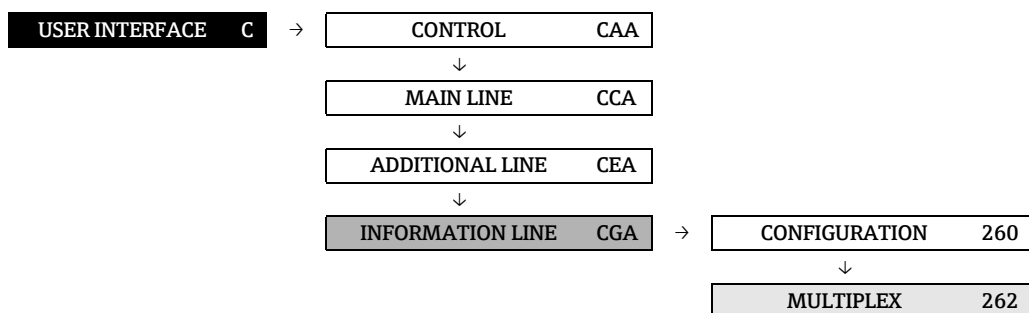 USER INTERFACE C → CONTROL CAA
↓
MAIN LINE CCA
↓
ADDITIONAL LINE CEA
↓
INFORMATION LINE CGA → CONFIGURATION 260
↓
MULTIPLEX 262